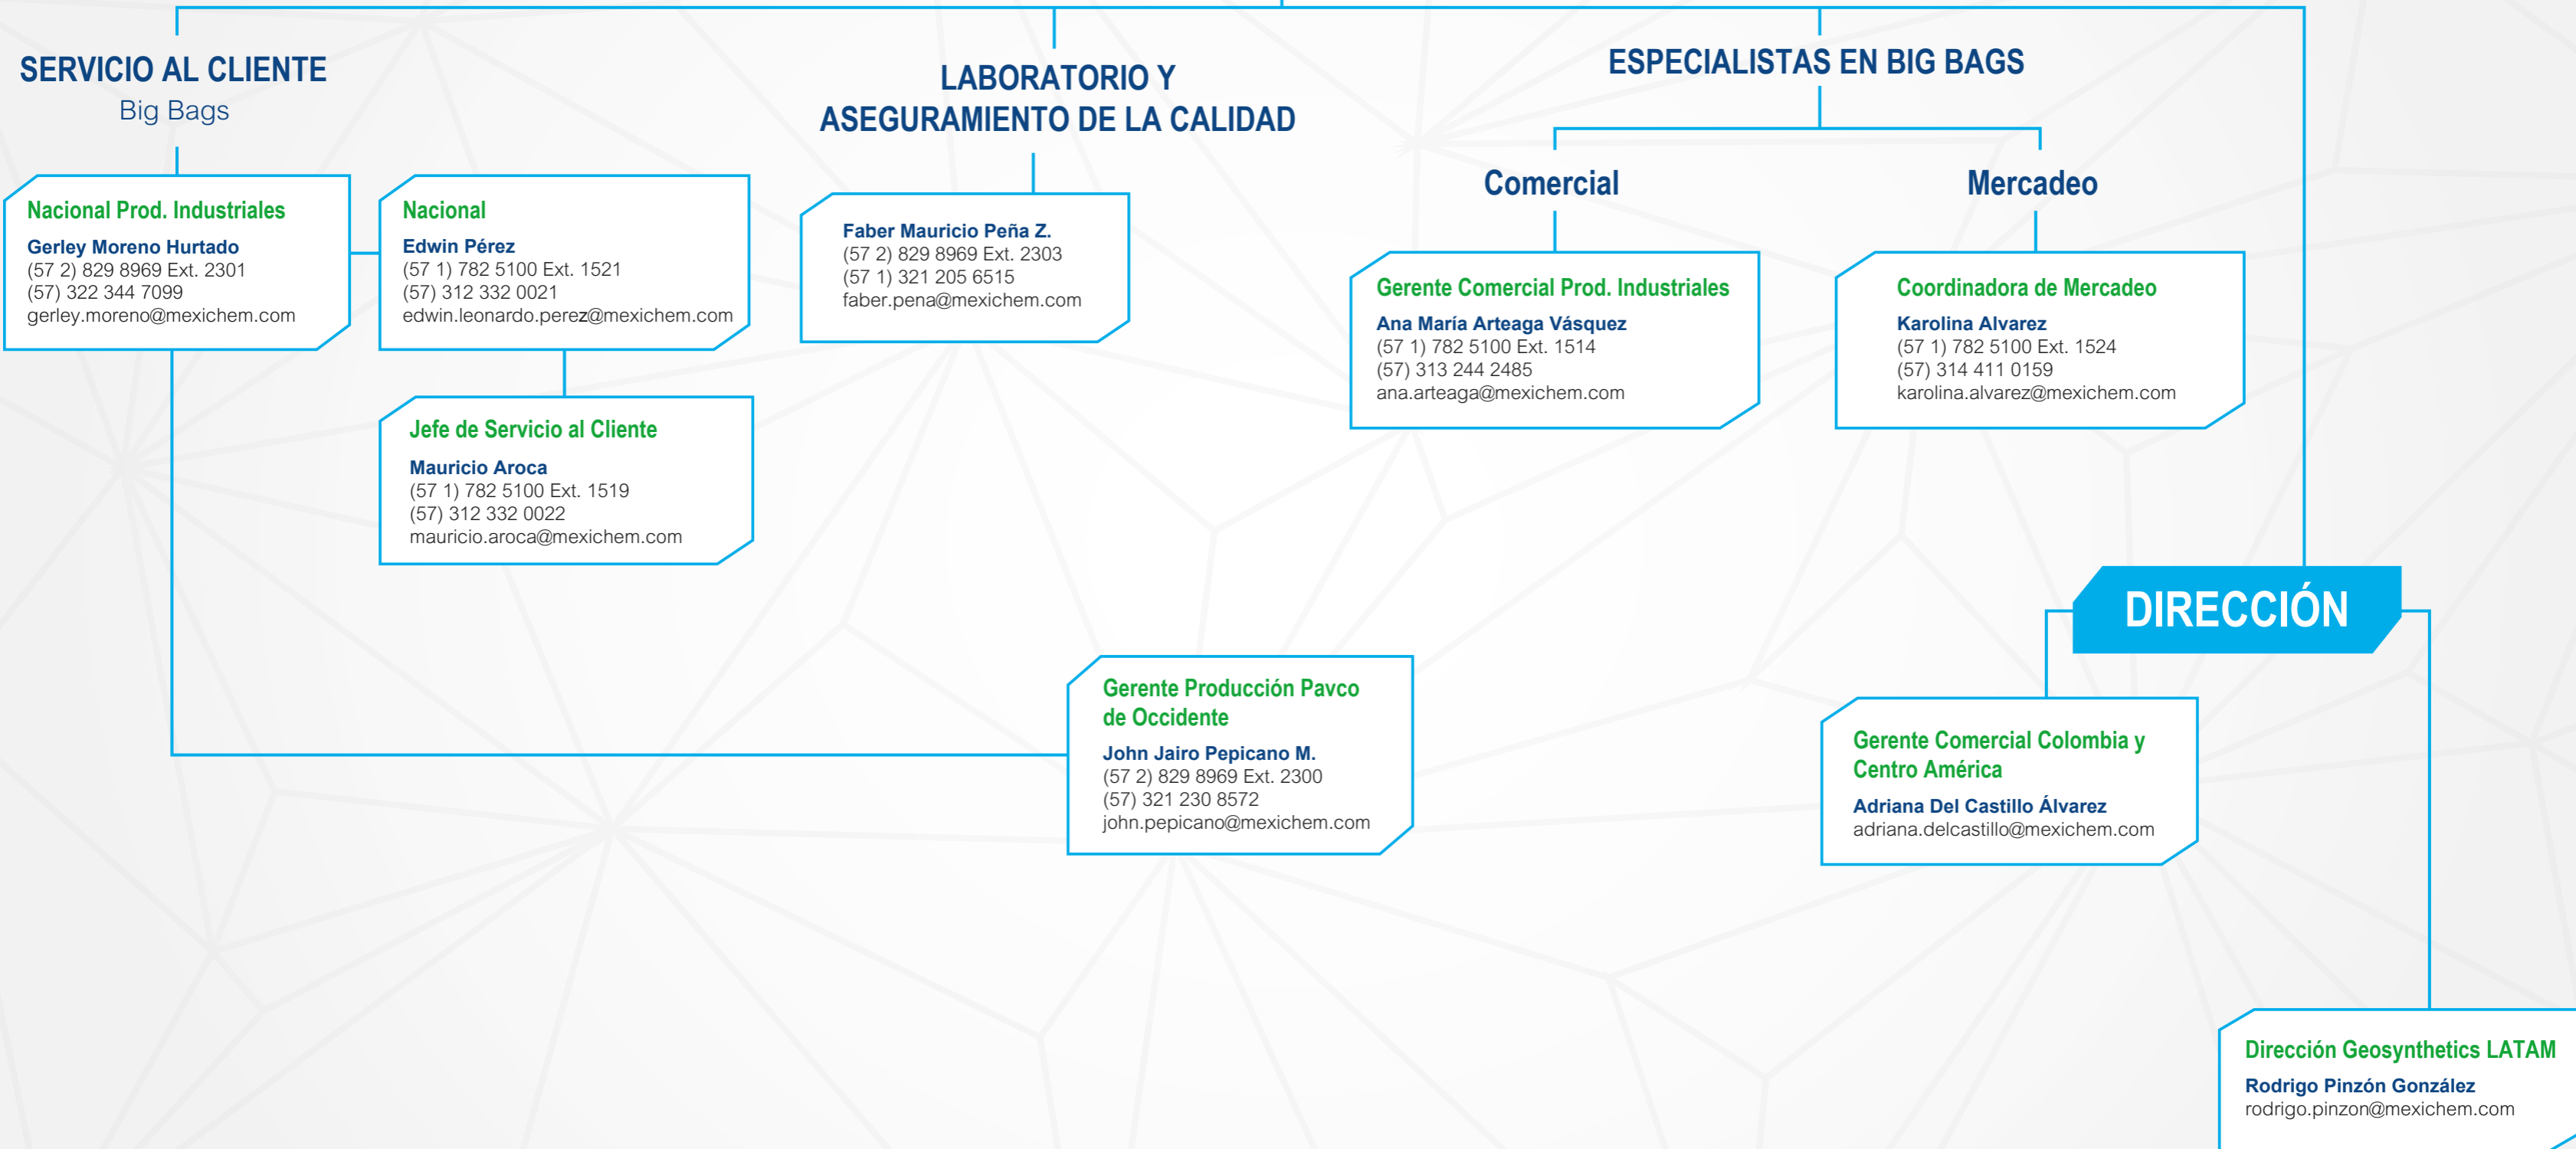 SERVICIO AL CLIENTE
Big Bags
Nacional Prod. Industriales
Gerley Moreno Hurtado
(57 2) 829 8969 Ext. 2301
(57) 322 344 7099
gerley.moreno@mexichem.com
Nacional
Edwin Pérez
(57 1) 782 5100 Ext. 1521
(57) 312 332 0021
edwin.leonardo.perez@mexichem.com
Jefe de Servicio al Cliente
Mauricio Aroca
(57 1) 782 5100 Ext. 1519
(57) 312 332 0022
mauricio.aroca@mexichem.com
LABORATORIO Y
ASEGURAMIENTO DE LA CALIDAD
Faber Mauricio Peña Z.
(57 2) 829 8969 Ext. 2303
(57 1) 321 205 6515
faber.pena@mexichem.com
ESPECIALISTAS EN BIG BAGS
Comercial
Gerente Comercial Prod. Industriales
Ana María Arteaga Vásquez
(57 1) 782 5100 Ext. 1514
(57) 313 244 2485
ana.arteaga@mexichem.com
Mercadeo
Coordinadora de Mercadeo
Karolina Alvarez
(57 1) 782 5100 Ext. 1524
(57) 314 411 0159
karolina.alvarez@mexichem.com
Gerente Producción Pavco
de Occidente
John Jairo Pepicano M.
(57 2) 829 8969 Ext. 2300
(57) 321 230 8572
john.pepicano@mexichem.com
DIRECCIÓN
Gerente Comercial Colombia y
Centro América
Adriana Del Castillo Álvarez
adriana.delcastillo@mexichem.com
Dirección Geosynthetics LATAM
Rodrigo Pinzón González
rodrigo.pinzon@mexichem.com